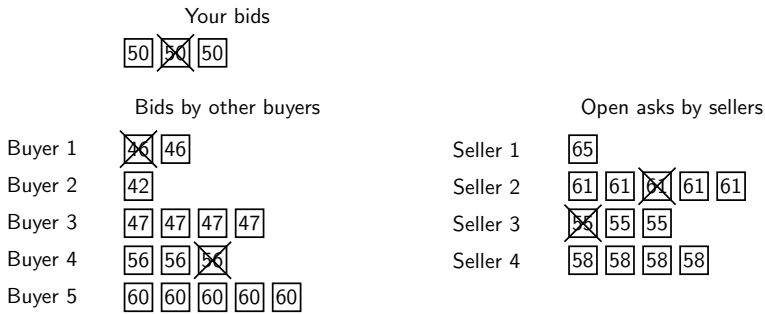 Your bids
50 50 50
Bids by other buyers
Open asks by sellers
Buyer 1 46 46
Seller 1 65
Buyer 2 42
Seller 2 61 61 61 61 61
Buyer 3 47 47 47 47
Seller 3 55 55 55
Buyer 4 56 56 56
Seller 4 58 58 58 58
Buyer 5 60 60 60 60 60